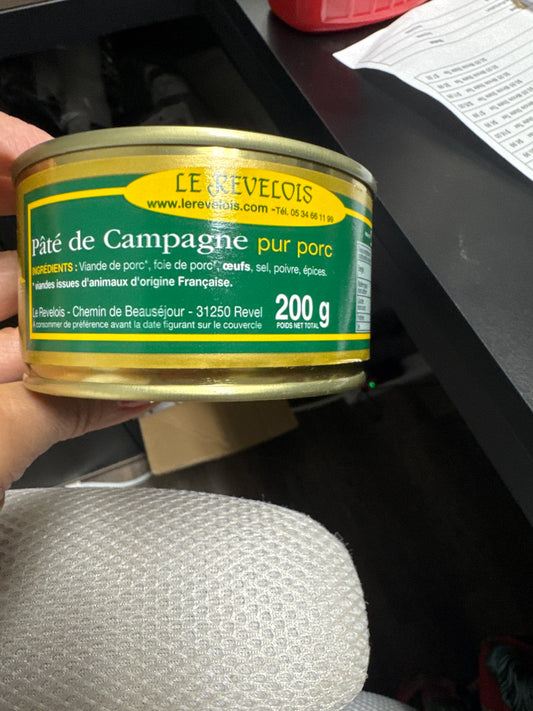 LE REVELOIS
www.lerevelois.com -Tél. 05 34 66 11 96
Pâté de Campagne pur porc
INGRÉDIENTS : Viande de porc*, foie de porc*, œufs, sel, poivre, épices.
* viandes issues d'animaux d'origine Française.
Le Revelois - Chemin de Beauséjour - 31250 Revel
A consommer de préférence avant la date figurant sur le couvercle
200 g
POIDS NET TOTAL